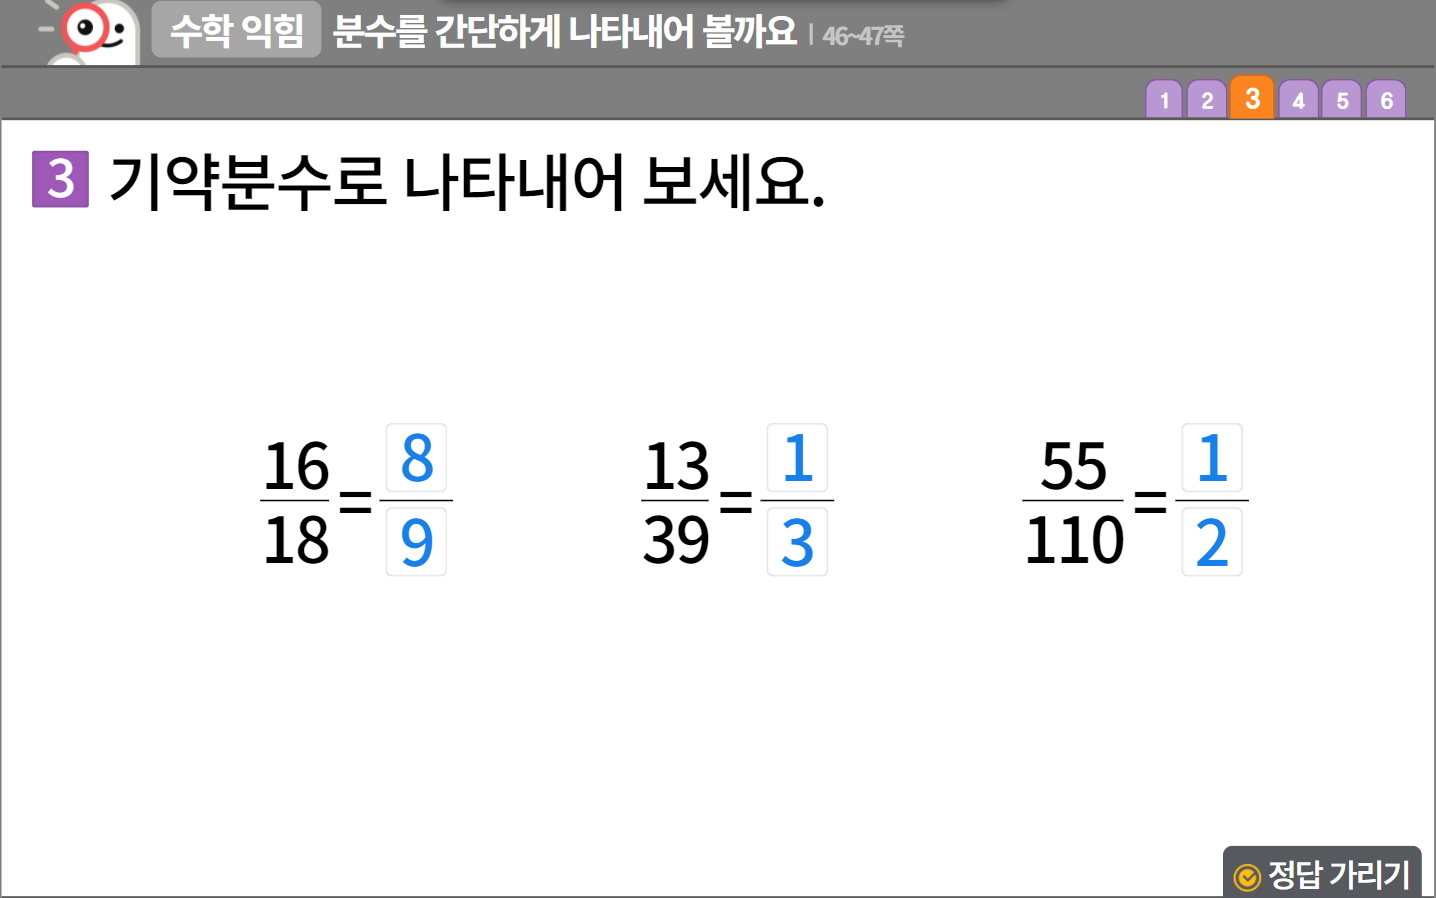 수학 익힘 분수를 간단하게 나타내어 볼까요 | 46~47쪽
1 2 3 4 5 6
3 기약분수로 나타내어 보세요.
16/18 = 8/9 13/39 = 1/3 55/110 = 1/2
정답 가리기